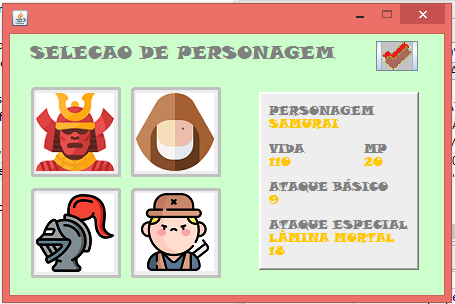 SELECAO DE PERSONAGEM
PERSONAGEM
SAMURAI
VIDA MP
110 20
ATAQUE BÁSICO
9
ATAQUE ESPECIAL
LÂMINA MORTAL
18